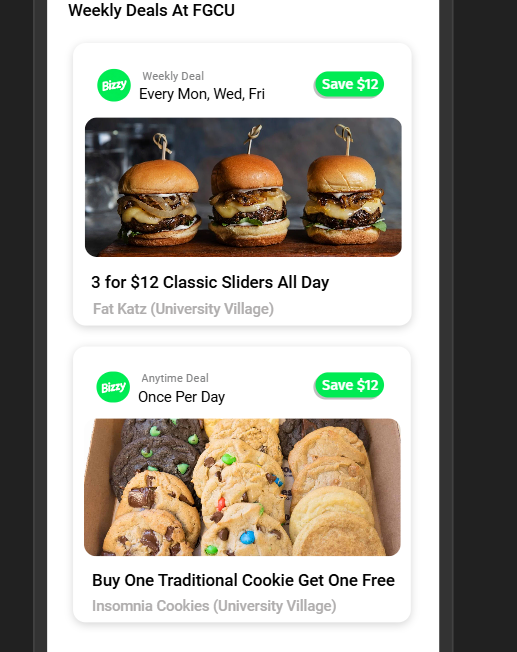 Weekly Deals At FGCU
Bizzy
Weekly Deal
Every Mon, Wed, Fri
Save $12
3 for $12 Classic Sliders All Day
Fat Katz (University Village)
Bizzy
Anytime Deal
Once Per Day
Save $12
Buy One Traditional Cookie Get One Free
Insomnia Cookies (University Village)